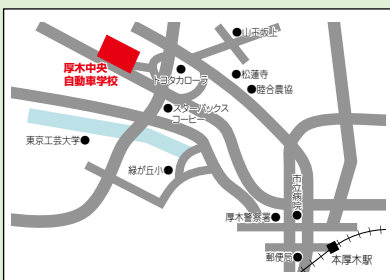 山王坂上
厚木中央
自動車学校
トヨタカローラ
松蓮寺
睦合農協
スターバックス
コーヒー
東京工芸大学
緑が丘小
市立病院
厚木警察署
郵便局
本厚木駅